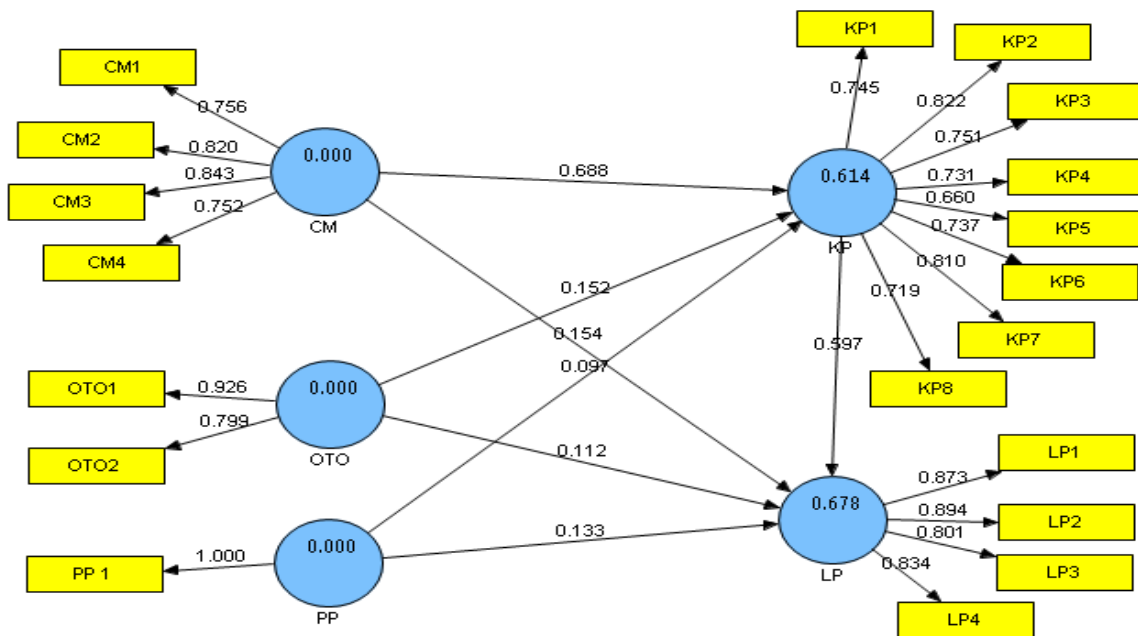 KP1
KP2
CM1
0.745
0.822
KP3
0.756
0.751
CM2
0.820
0.000
0.688
0.614
0.731
KP4
0.843
0.660
CM3
0.752
CM
KP
0.737
KP5
CM4
0.810
KP6
0.719
0.152
0.154
KP7
0.097
0.597
OTO1
0.926
0.000
KP8
0.799
OTO2
OTO
0.112
LP1
0.873
0.678
0.894
LP2
0.133
0.801
PP 1
1.000
0.000
0.834
LP
LP3
PP
LP4